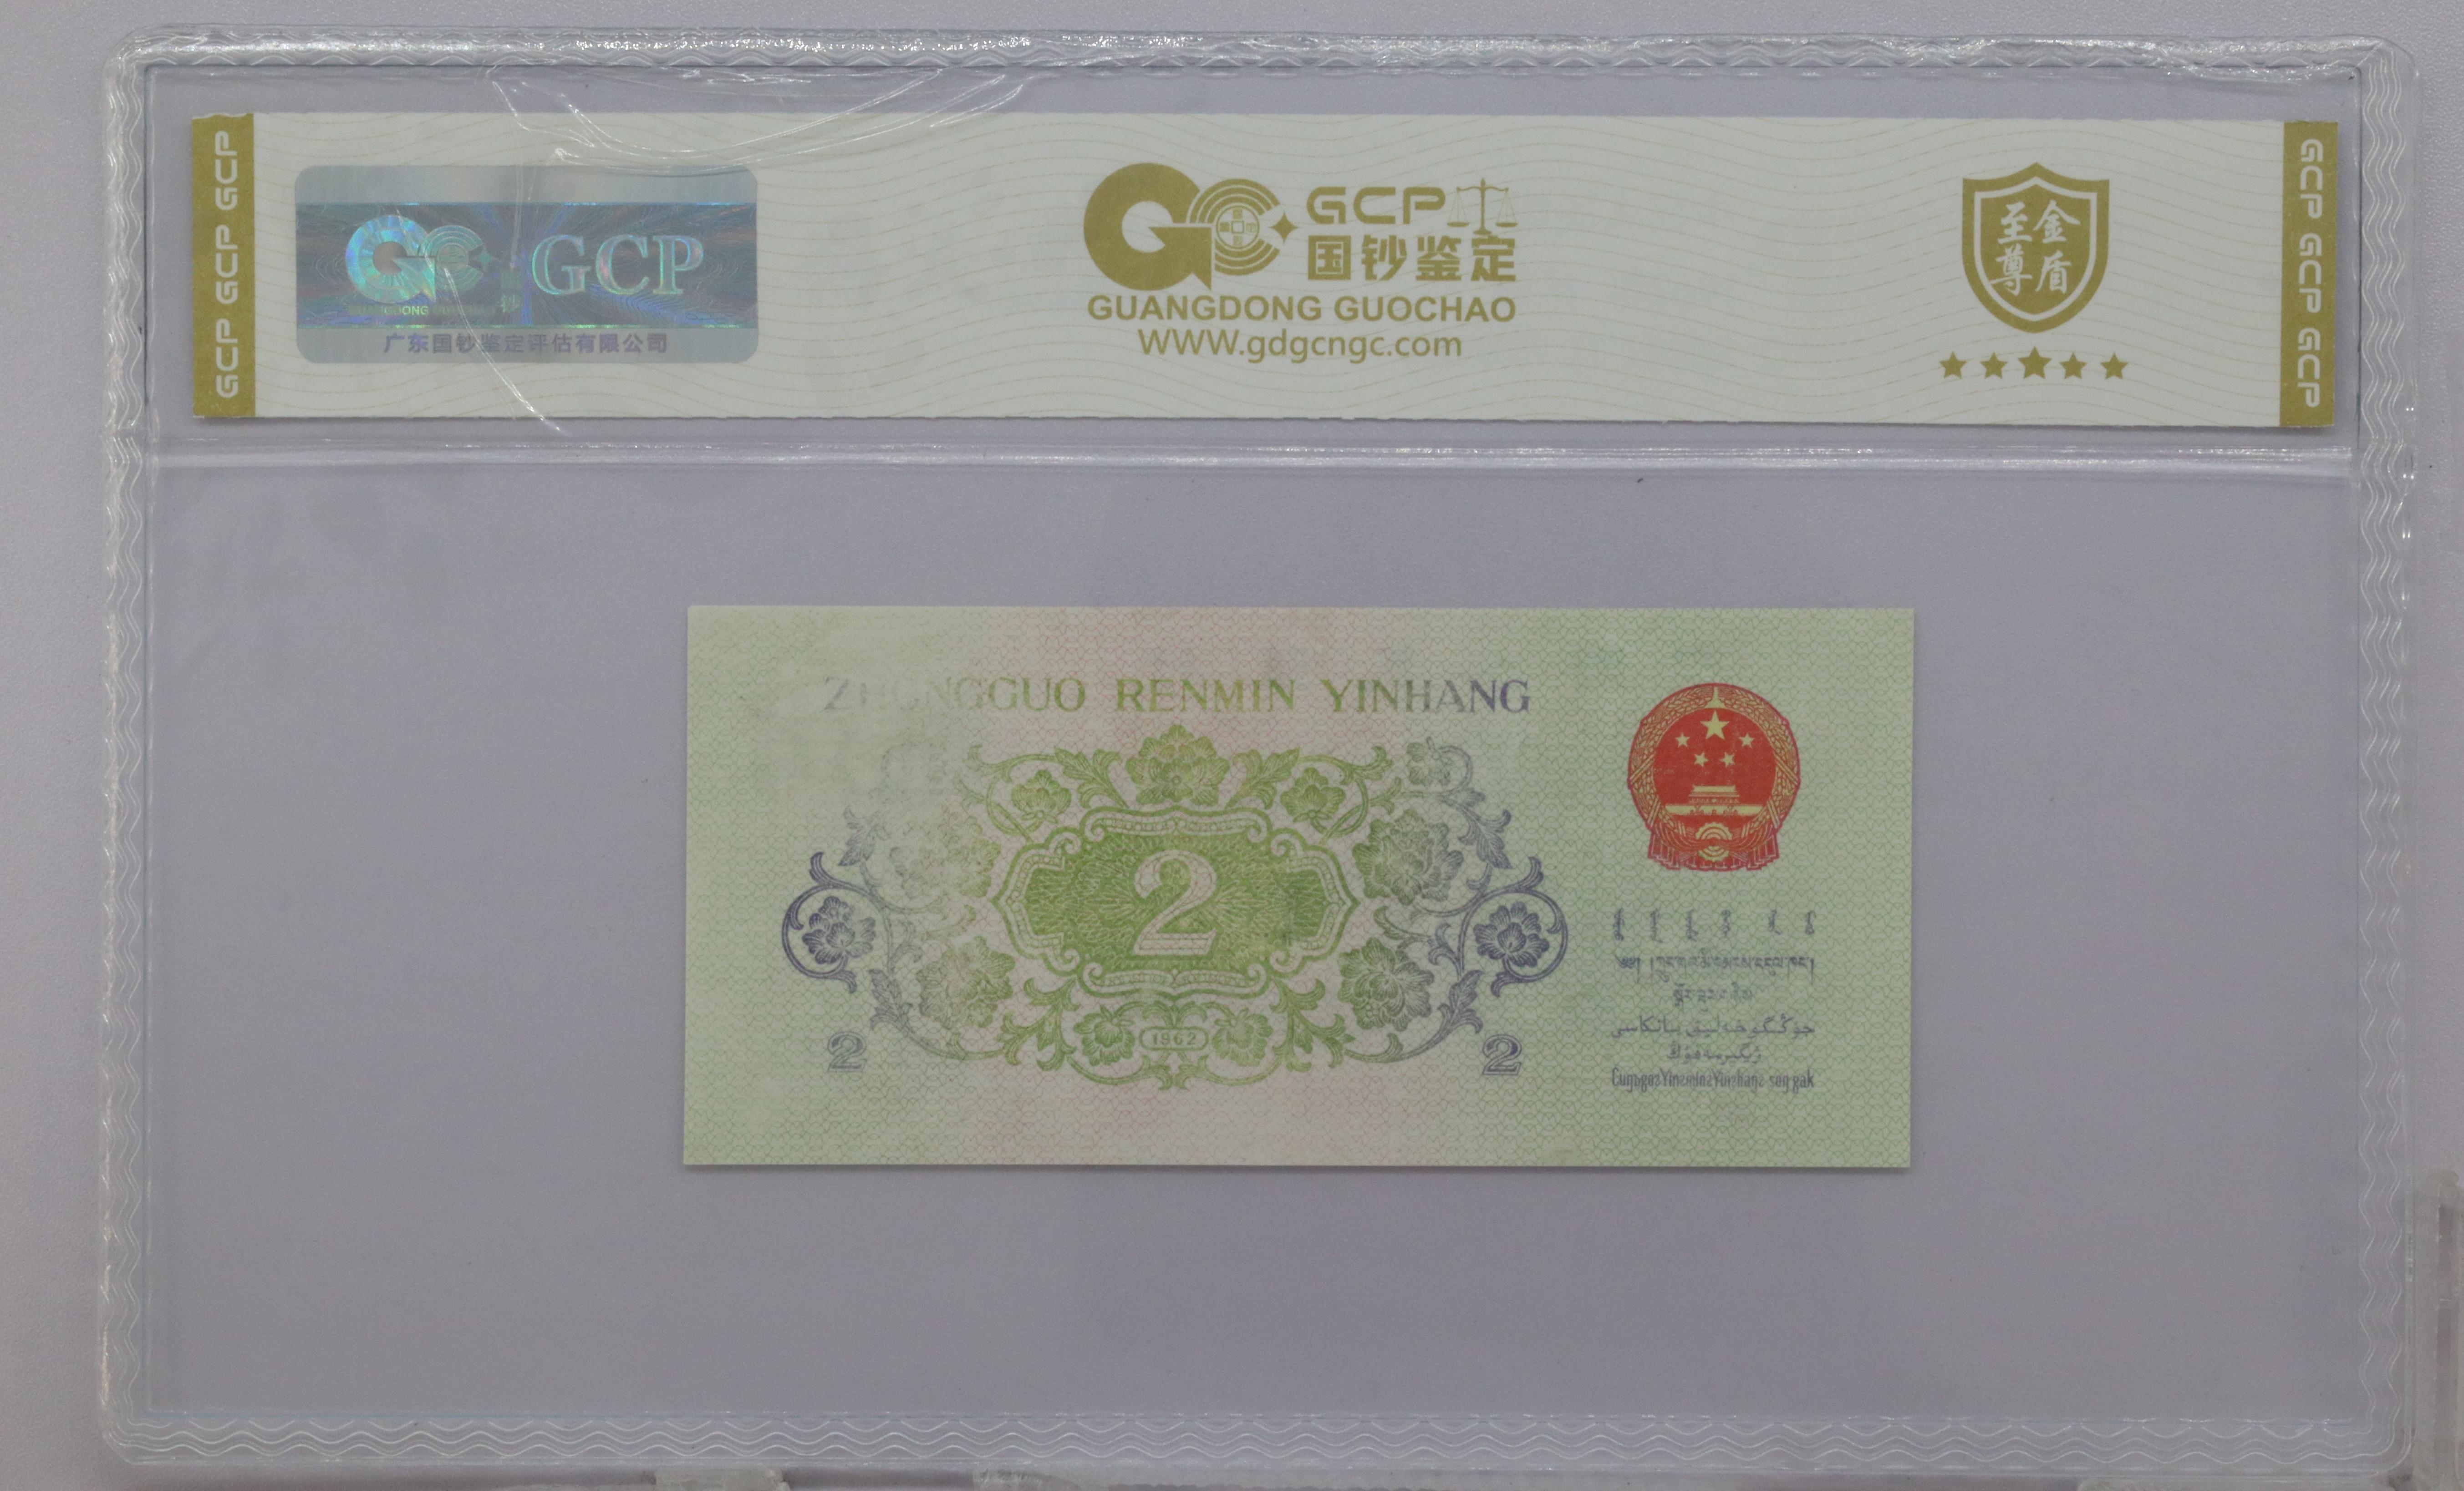 GCP GCP GCP
GCP
GUANGDONG GUOCHAO
广东国钞鉴定评估有限公司
GCP
国钞鉴定
GUANGDONG GUOCHAO
WWW.gdgcngc.com
至尊金盾
GCP GCP GCP
ZHONGGUO RENMIN YINHANG
2
1962
2
2